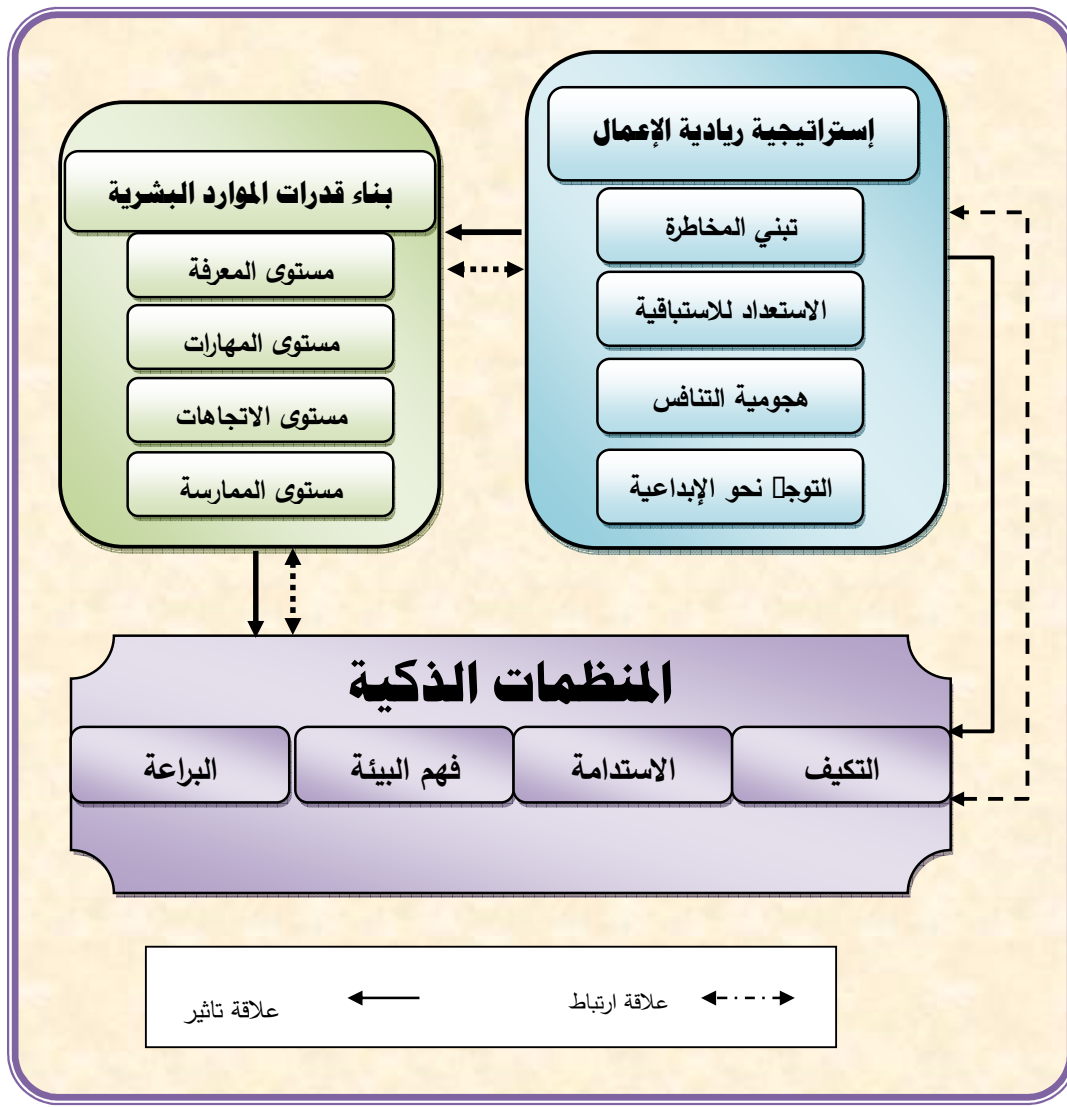 إستراتيجية ريادية الإعمال
تبني المخاطرة
الاستعداد للاستباقية
هجومية التنافس
التوج□ نحو الإبداعية
بناء قدرات الموارد البشرية
مستوى المعرفة
مستوى المهارات
مستوى الاتجاهات
مستوى الممارسة
المنظمات الذكية
التكيف
الاستدامة
فهم البيئة
البراعة
علاقة ارتباط
علاقة تاثير